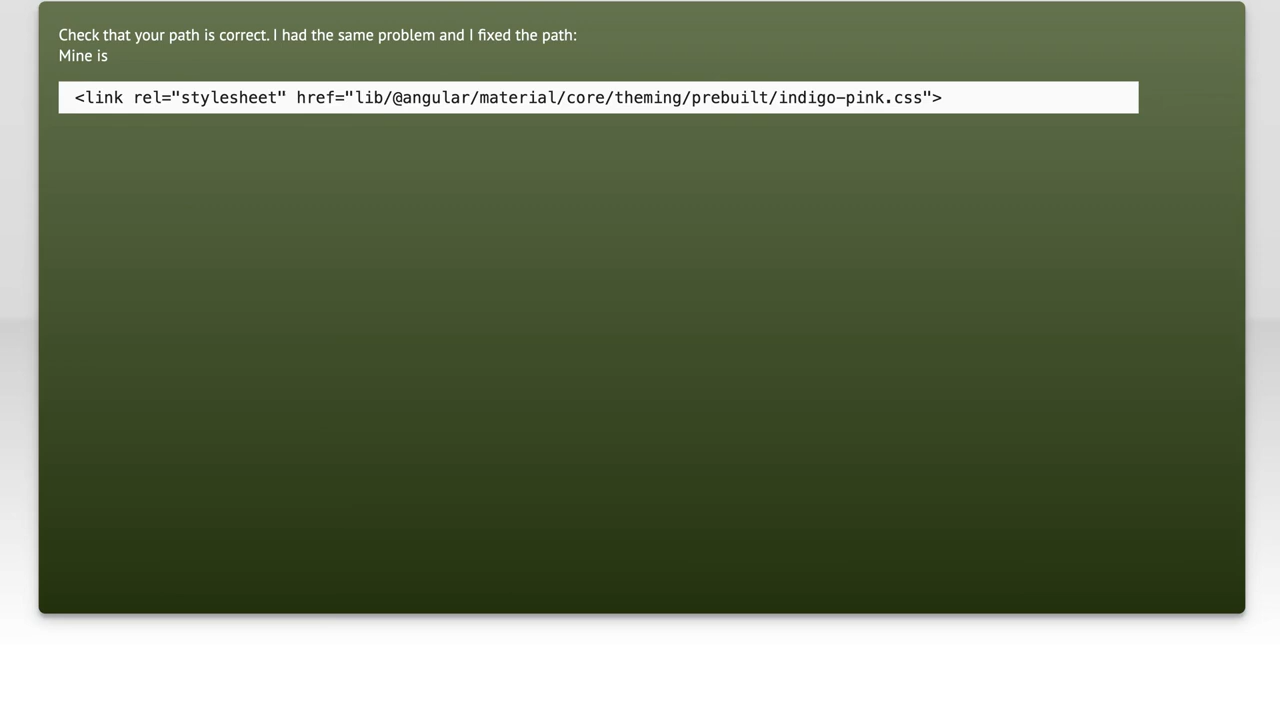 Check that your path is correct. I had the same problem and I fixed the path:
Mine is
<link rel="stylesheet" href="lib/@angular/material/core/theming/prebuilt/indigo-pink.css">